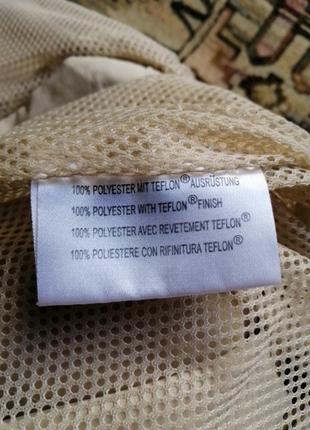 100% POLYESTER MIT TEFLON® AUSRÜSTUNG
100% POLYESTER WITH TEFLON® FINISH
100% POLYESTER AVEC REVETEMENT TEFLON®
100% POLIESTERE CON RIFINITURA TEFLON®